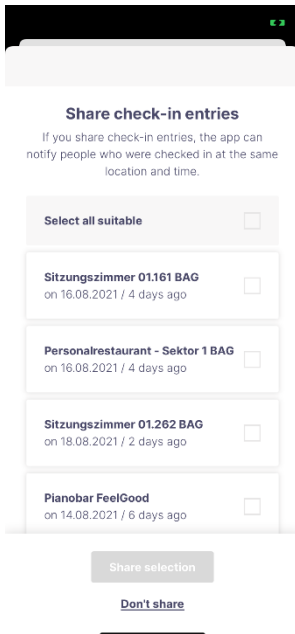 Share check-in entries
If you share check-in entries, the app can
notify people who were checked in at the same
location and time.
Select all suitable
Sitzungszimmer 01.161 BAG
on 16.08.2021 / 4 days ago
Personalrestaurant - Sektor 1 BAG
on 16.08.2021 / 4 days ago
Sitzungszimmer 01.262 BAG
on 18.08.2021 / 2 days ago
Pianobar FeelGood
on 14.08.2021 / 6 days ago
Share selection
Don't share